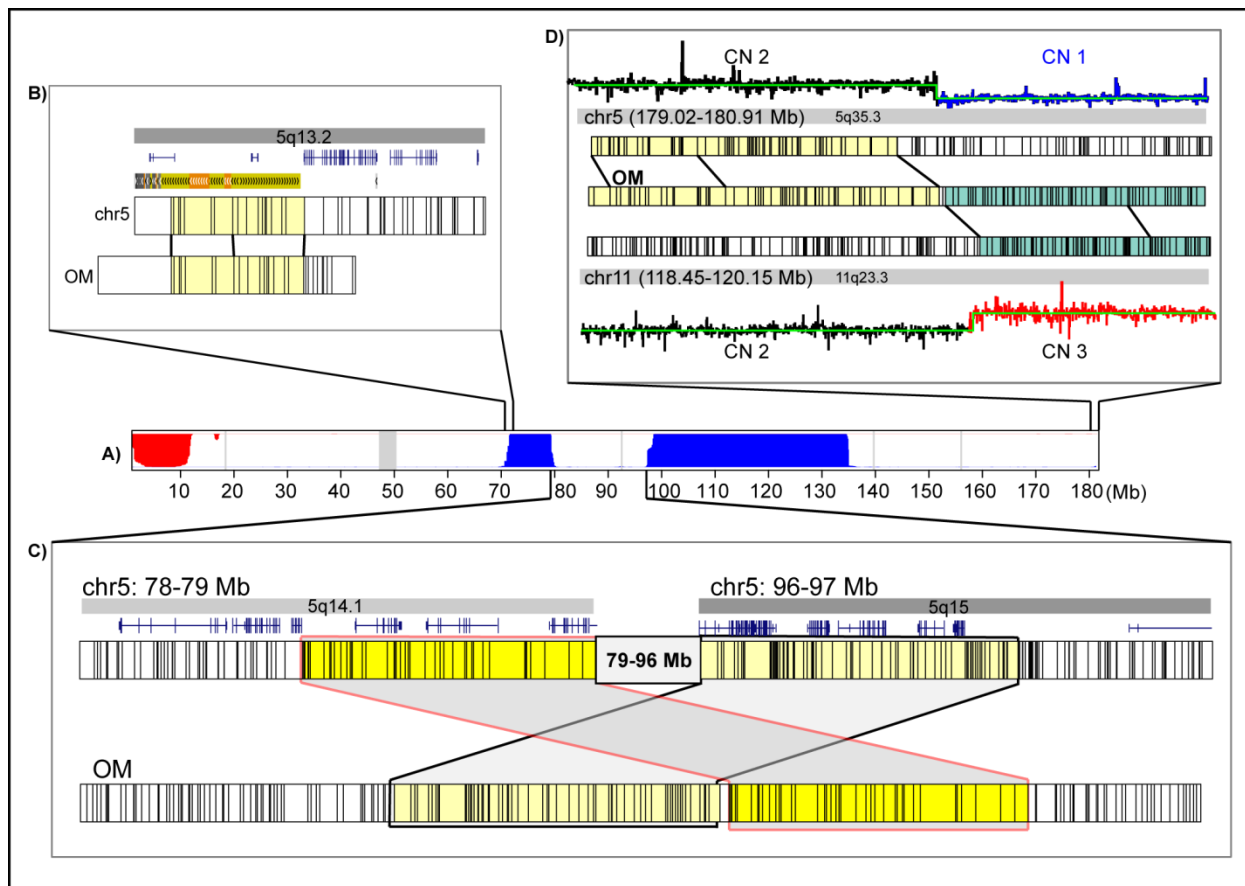 D)
CN 2
CN 1
B)
5q13.2
chr5 (179.02-180.91 Mb) 5q35.3
chr5
OM
OM
chr11 (118.45-120.15 Mb) 11q23.3
CN 2
CN 3
A)
10 20 30 40 50 60 70 80 90 100 110 120 130 140 150 160 170 180 (Mb)
C)
chr5: 78-79 Mb
chr5: 96-97 Mb
5q14.1
5q15
79-96 Mb
OM